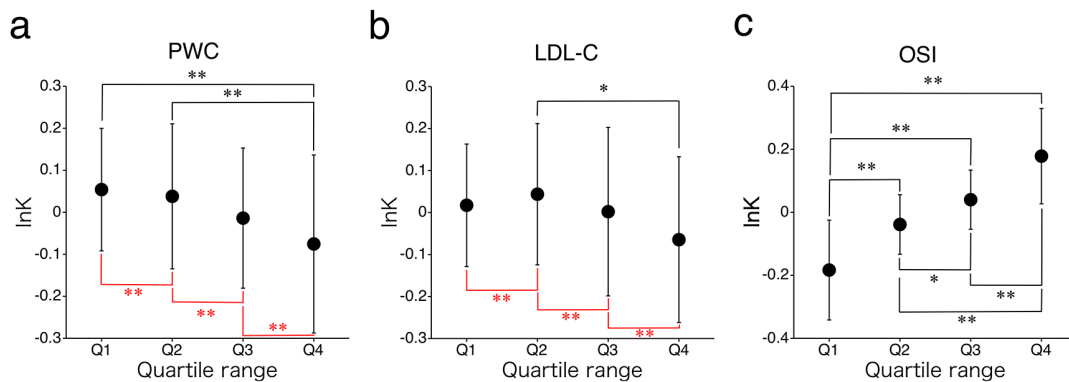 a
PWC
**
**
0.3
0.2
0.1
0
-0.1
-0.2
-0.3
lnK
**
**
**
Q1 Q2 Q3 Q4
Quartile range
b
LDL-C
*
0.3
0.2
0.1
0
-0.1
-0.2
-0.3
lnK
**
**
**
Q1 Q2 Q3 Q4
Quartile range
c
OSI
**
**
**
0.4
0.2
0
-0.2
-0.4
lnK
*
**
**
Q1 Q2 Q3 Q4
Quartile range